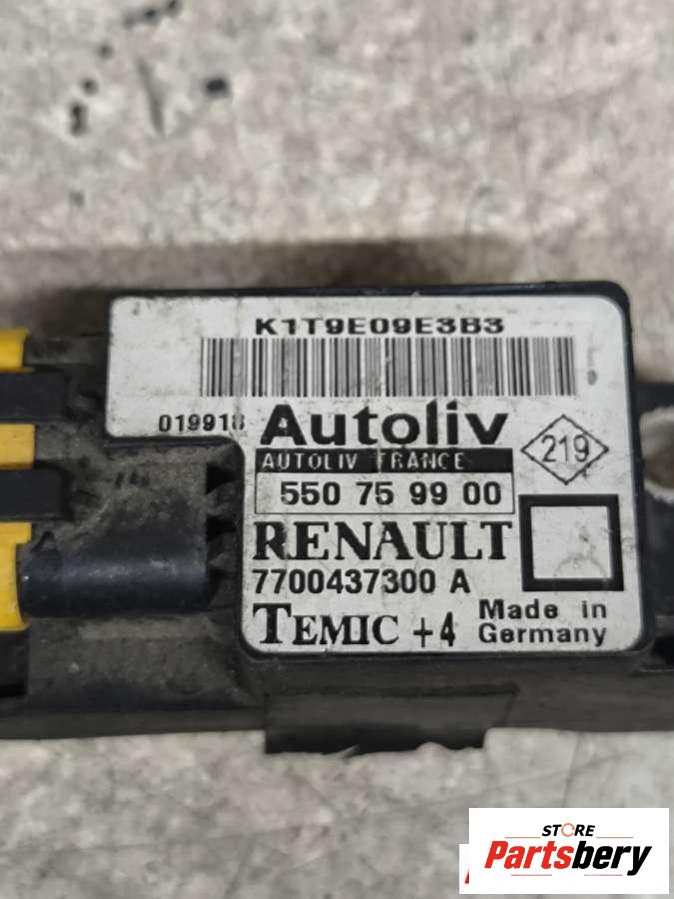 K1T9E09E3B3
019918 Autoliv
AUTOLIV FRANCE
219
550 75 99 00
RENAULT
7700437300 A
TEMIC +4 Made in Germany
STORE
Partsbery